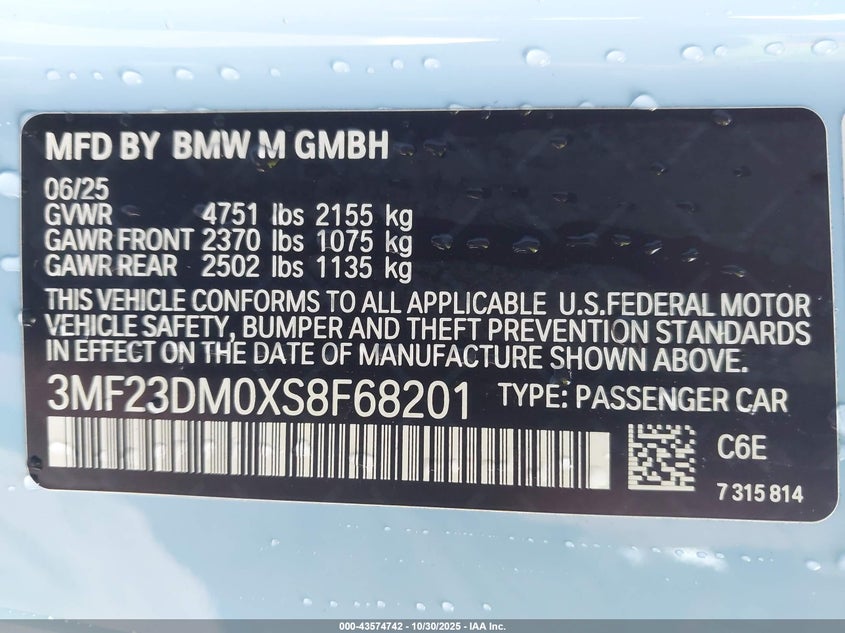 MFD BY BMW M GMBH
06/25
GVWR 4751 lbs 2155 kg
GAWR FRONT 2370 lbs 1075 kg
GAWR REAR 2502 lbs 1135 kg
THIS VEHICLE CONFORMS TO ALL APPLICABLE U.S.FEDERAL MOTOR
VEHICLE SAFETY, BUMPER AND THEFT PREVENTION STANDARDS
IN EFFECT ON THE DATE OF MANUFACTURE SHOWN ABOVE.
3MF23DM0XS8F68201 TYPE: PASSENGER CAR
C6E
7 315 814
000-43574742 - 10/30/2025 - IAA Inc.